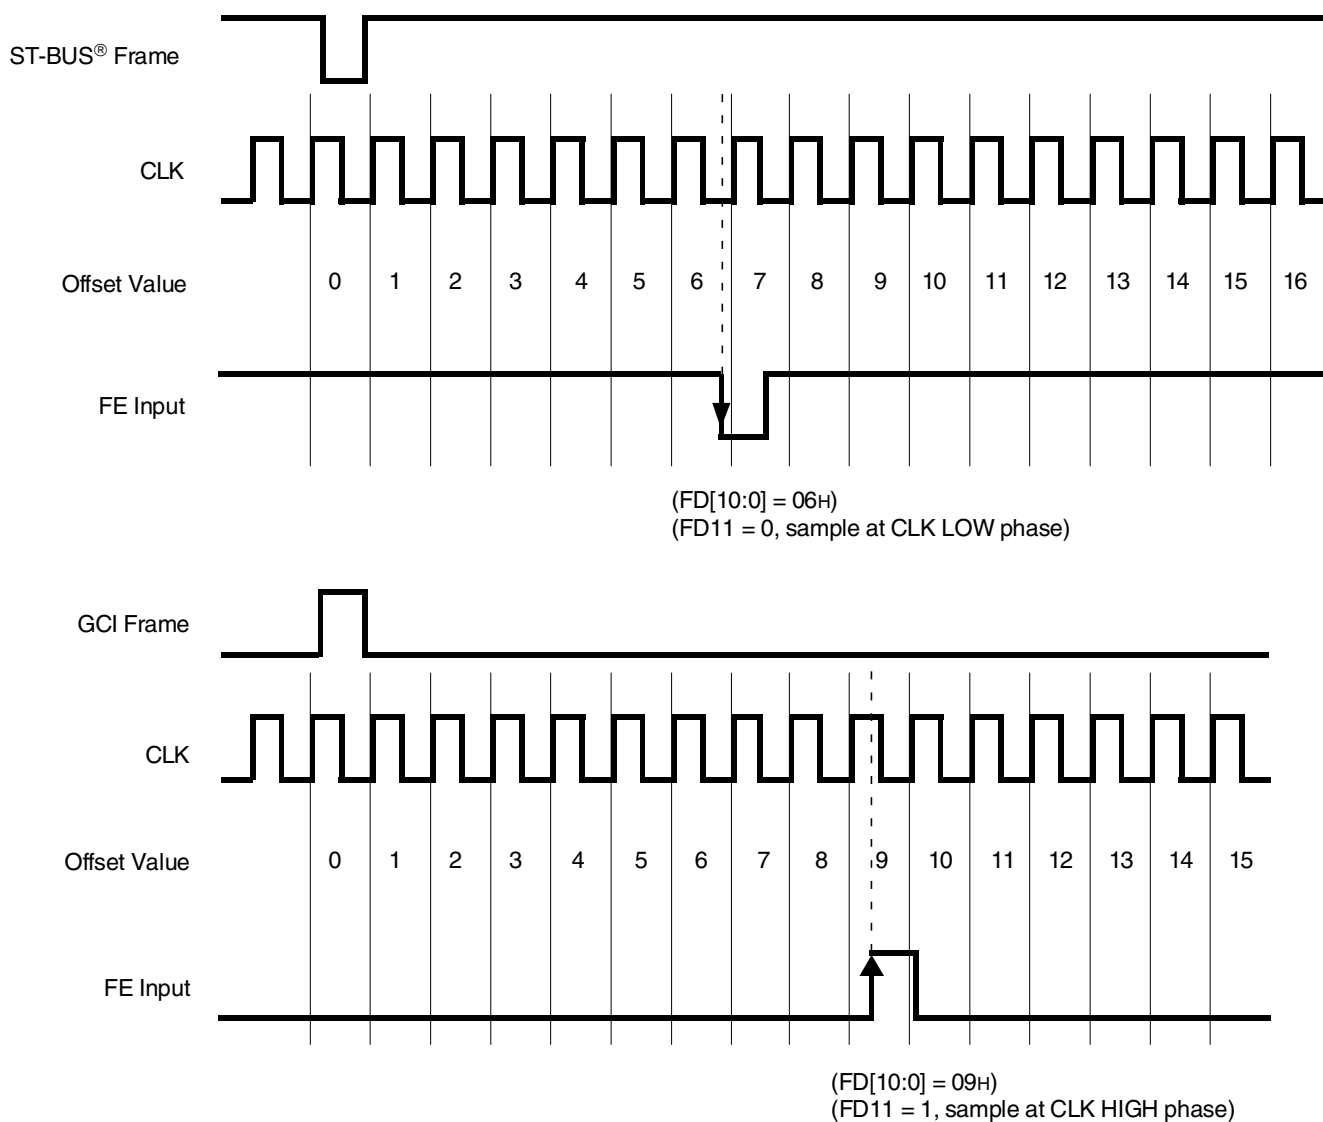 ST-BUS® Frame
CLK
Offset Value 0 1 2 3 4 5 6 7 8 9 10 11 12 13 14 15 16
FE Input
(FD[10:0] = 06H)
(FD11 = 0, sample at CLK LOW phase)
GCI Frame
CLK
Offset Value 0 1 2 3 4 5 6 7 8 9 10 11 12 13 14 15
FE Input
(FD[10:0] = 09H)
(FD11 = 1, sample at CLK HIGH phase)